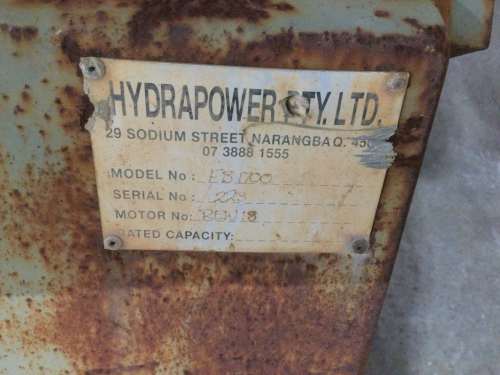 HYDRAPOWER PTY. LTD.
29 SODIUM STREET NARANGBA Q.
07 3888 1555
MODEL No:
SERIAL No:
MOTOR No:
RATED CAPACITY: